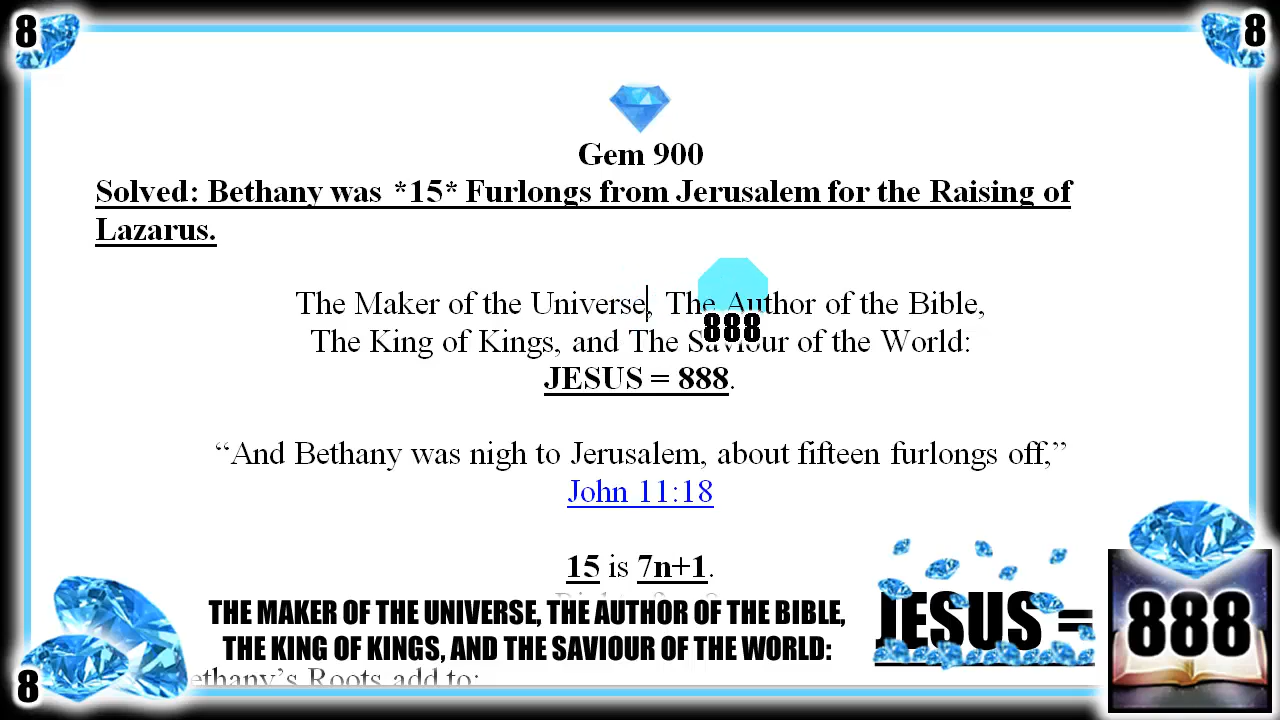 8
8
Gem 900
Solved: Bethany was *15* Furlongs from Jerusalem for the Raising of
Lazarus.
The Maker of the Universe, The Author of the Bible,
888
The King of Kings, and The Saviour of the World:
JESUS = 888.
“And Bethany was nigh to Jerusalem, about fifteen furlongs off,”
John 11:18
15 is 7n+1.
THE MAKER OF THE UNIVERSE, THE AUTHOR OF THE BIBLE,
THE KING OF KINGS, AND THE SAVIOUR OF THE WORLD:
JESUS =
888
8
Roots add to: